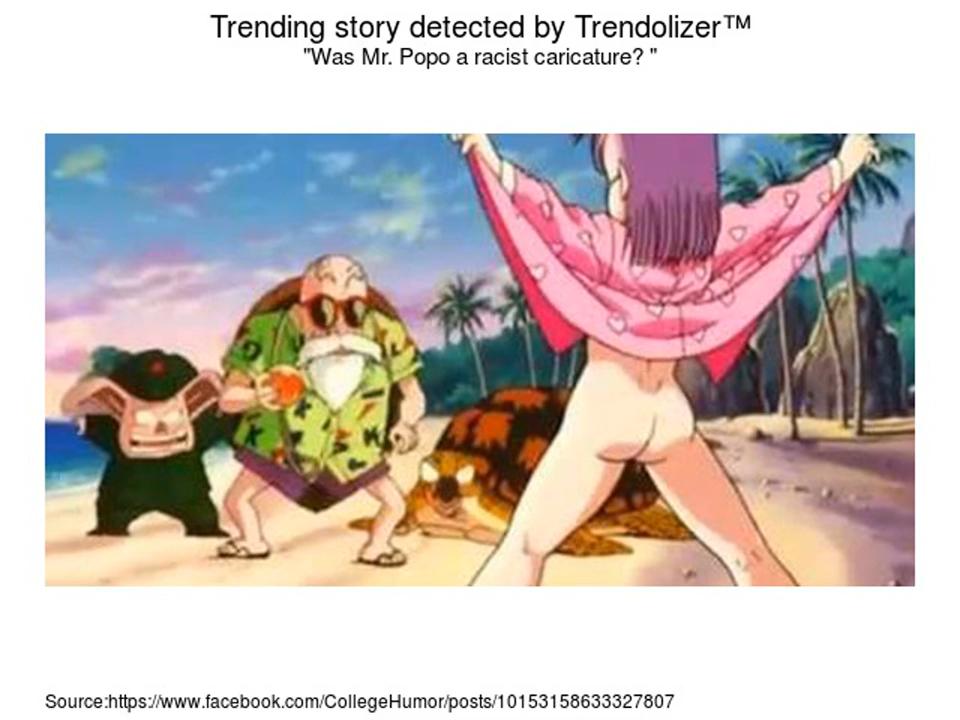 Trending story detected by Trendolizer™
"Was Mr. Popo a racist caricature? "
Source:https://www.facebook.com/CollegeHumor/posts/10153158633327807